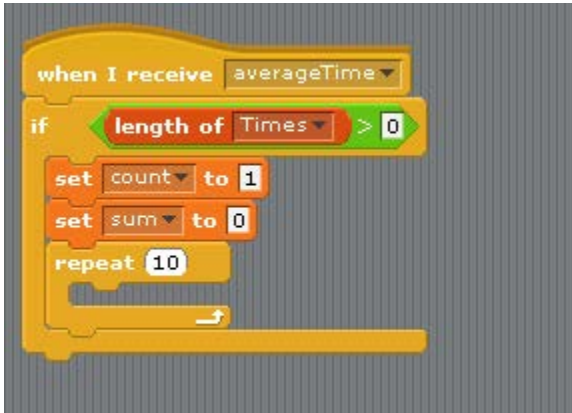 when I receive averageTime
if length of Times > 0
set count to 1
set sum to 0
repeat 10